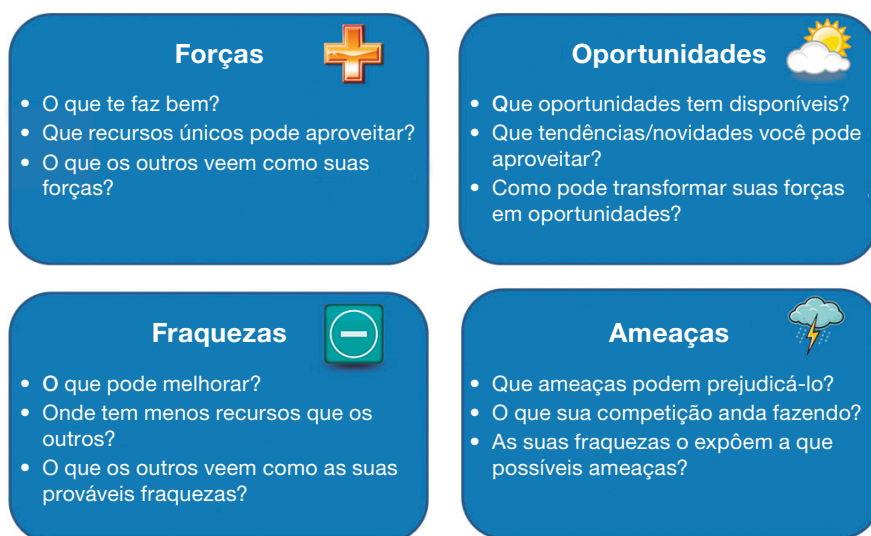 Forças
• O que te faz bem?
• Que recursos únicos pode aproveitar?
• O que os outros veem como suas
forças?
Oportunidades
• Que oportunidades tem disponíveis?
• Que tendências/novidades você pode
aproveitar?
• Como pode transformar suas forças
em oportunidades?
Fraquezas
• O que pode melhorar?
• Onde tem menos recursos que os
outros?
• O que os outros veem como as suas
prováveis fraquezas?
Ameaças
• Que ameaças podem prejudicá-lo?
• O que sua competição anda fazendo?
• As suas fraquezas o expôem a que
possíveis ameaças?